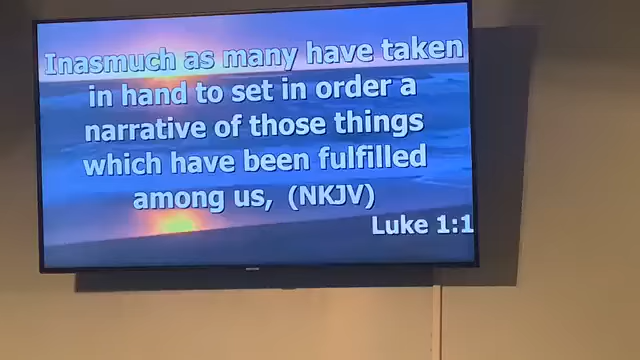 Inasmuch as many have taken
in hand to set in order a
narrative of those things
which have been fulfilled
among us, (NKJV)
Luke 1:1